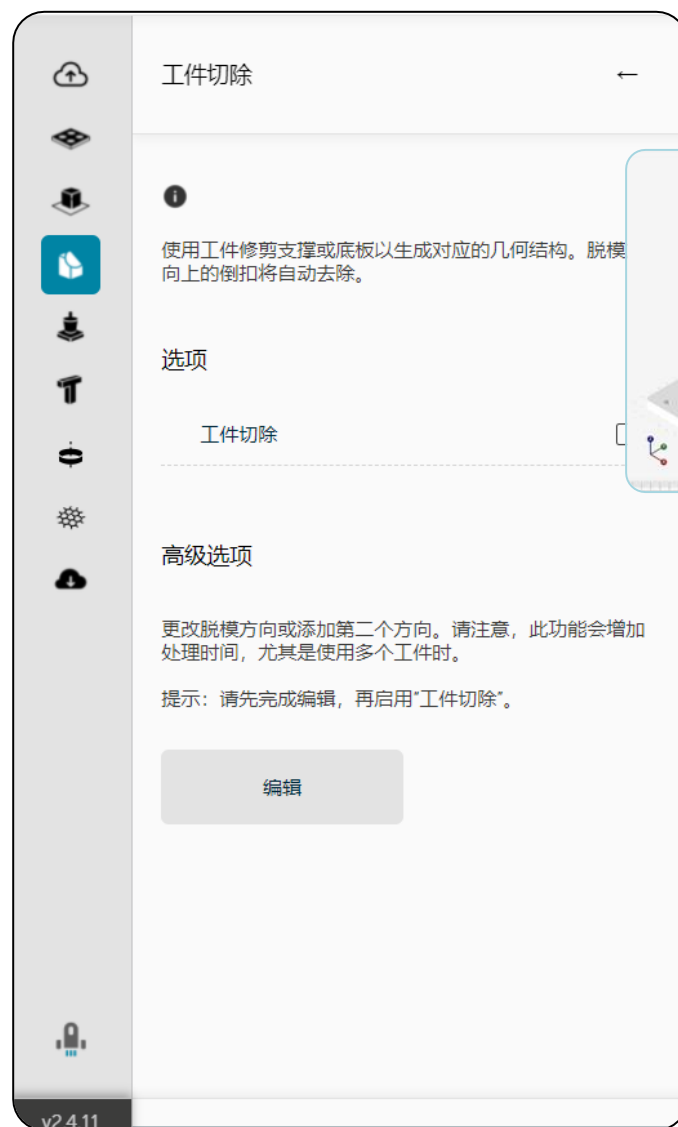 工件切除
←
使用工件修剪支撑或底板以生成对应的几何结构。脱模
向上的倒扣将自动去除。
选项
工件切除
高级选项
更改脱模方向或添加第二个方向。请注意，此功能会增加
处理时间，尤其是使用多个工件时。
提示：请先完成编辑，再启用"工件切除"。
编辑
v2.4.11